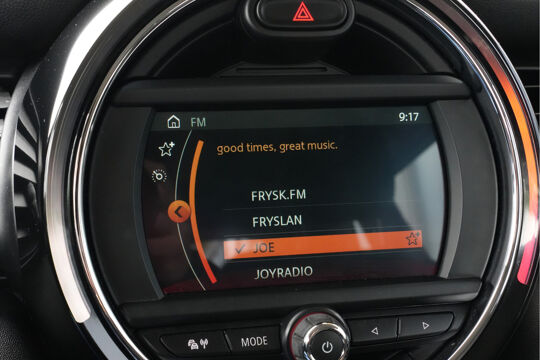 FM 9:17
good times, great music.
FRYSK.FM
FRYSLAN
JOE
JOYRADIO
MODE